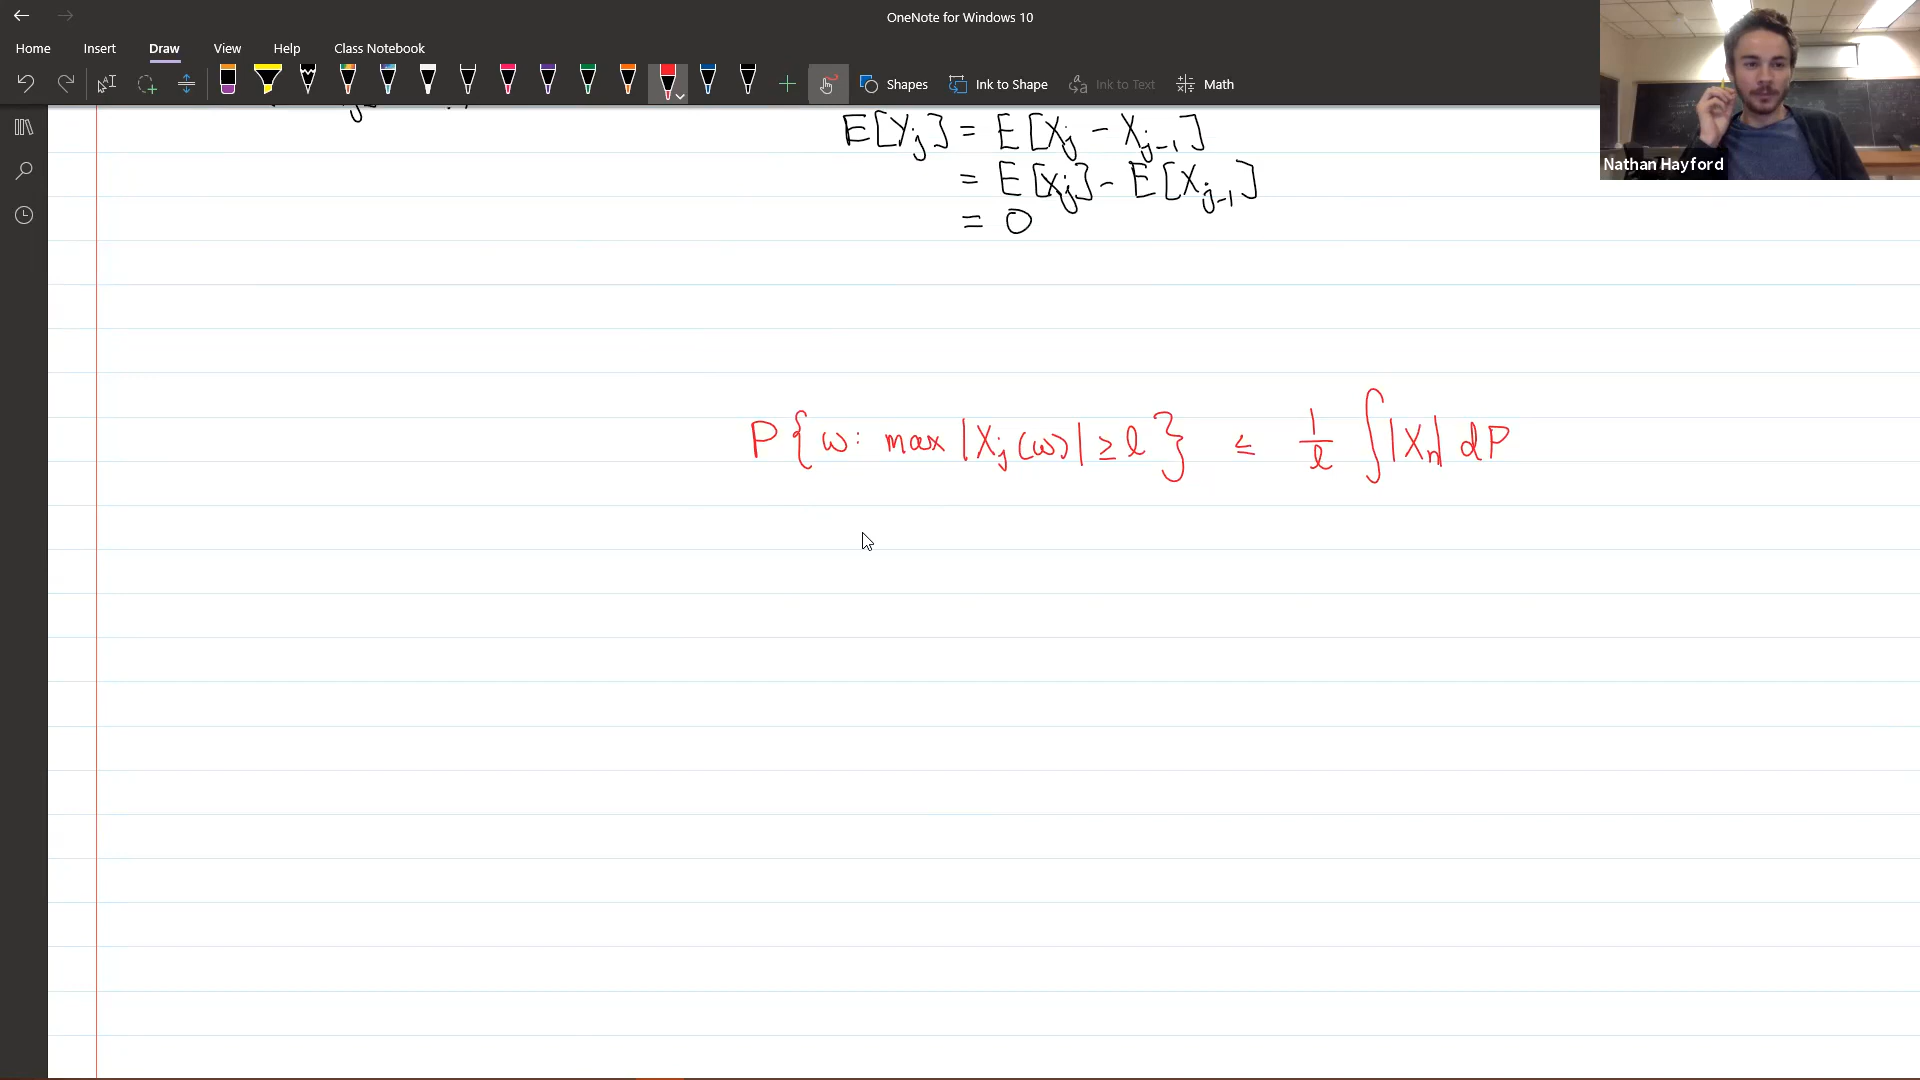 OneNote for Windows 10
Home Insert Draw View Help Class Notebook
Shapes Ink to Shape Ink to Text Math
Nathan Hayford
E[Yj] = E[Xj - Xj-1]
= E[Xj] - E[Xj-1]
= 0
P{ω: max |Xj(ω)| ≥ l} ≤ 1/l ∫|Xn| dP